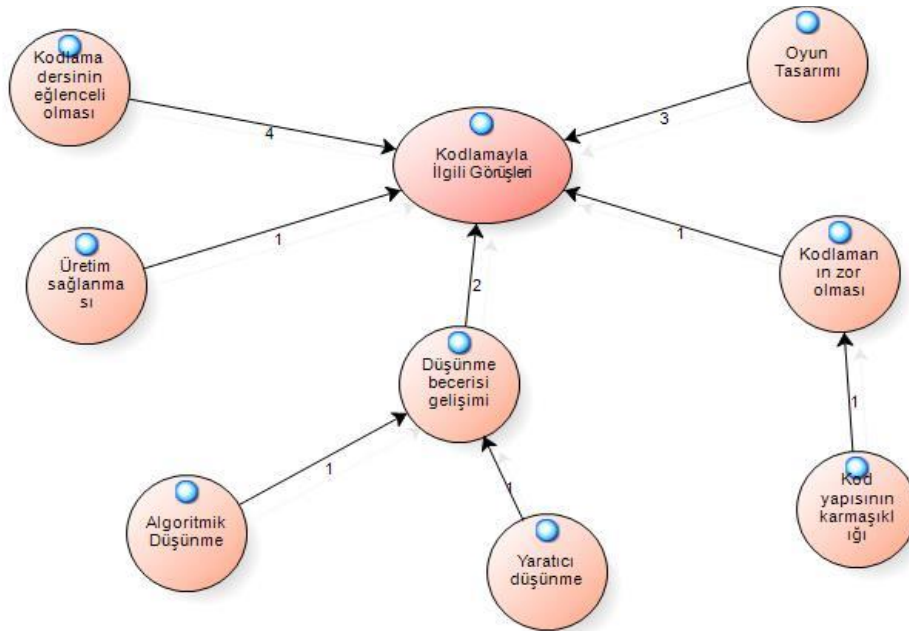 Kodlama
dersinin
eğlenceli
olması
Oyun
Tasarımı
4
3
Kodlamayla
İlgili Görüşleri
1
1
Üretim
sağlanma
sı
Kodlaman
ın zor
olması
2
Düşünme
becerisi
gelişimi
1
1
1
Kod
yapısının
karmaşıkl
ığı
Algoritmik
Düşünme
Yaratıcı
düşünme